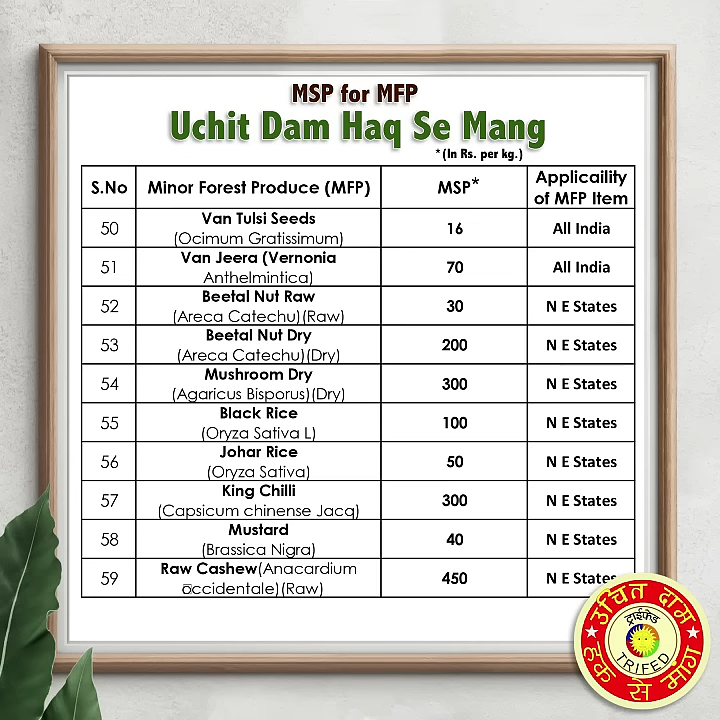 MSP for MFP
Uchit Dam Haq Se Mang
*(In Rs. per kg.)
S.No Minor Forest Produce (MFP) MSP* Applicaility of MFP Item
50 Van Tulsi Seeds (Ocimum Gratissimum) 16 All India
51 Van Jeera (Vernonia Anthelmintica) 70 All India
52 Beetal Nut Raw (Areca Catechu)(Raw) 30 N E States
53 Beetal Nut Dry (Areca Catechu)(Dry) 200 N E States
54 Mushroom Dry (Agaricus Bisporus)(Dry) 300 N E States
55 Black Rice (Oryza Sativa L) 100 N E States
56 Johar Rice (Oryza Sativa) 50 N E States
57 King Chilli (Capsicum chinense Jacq) 300 N E States
58 Mustard (Brassica Nigra) 40 N E States
59 Raw Cashew(Anacardium occidentale)(Raw) 450 N E States
उचित दाम
हक से मांग
ट्राईफेड
TRIFED